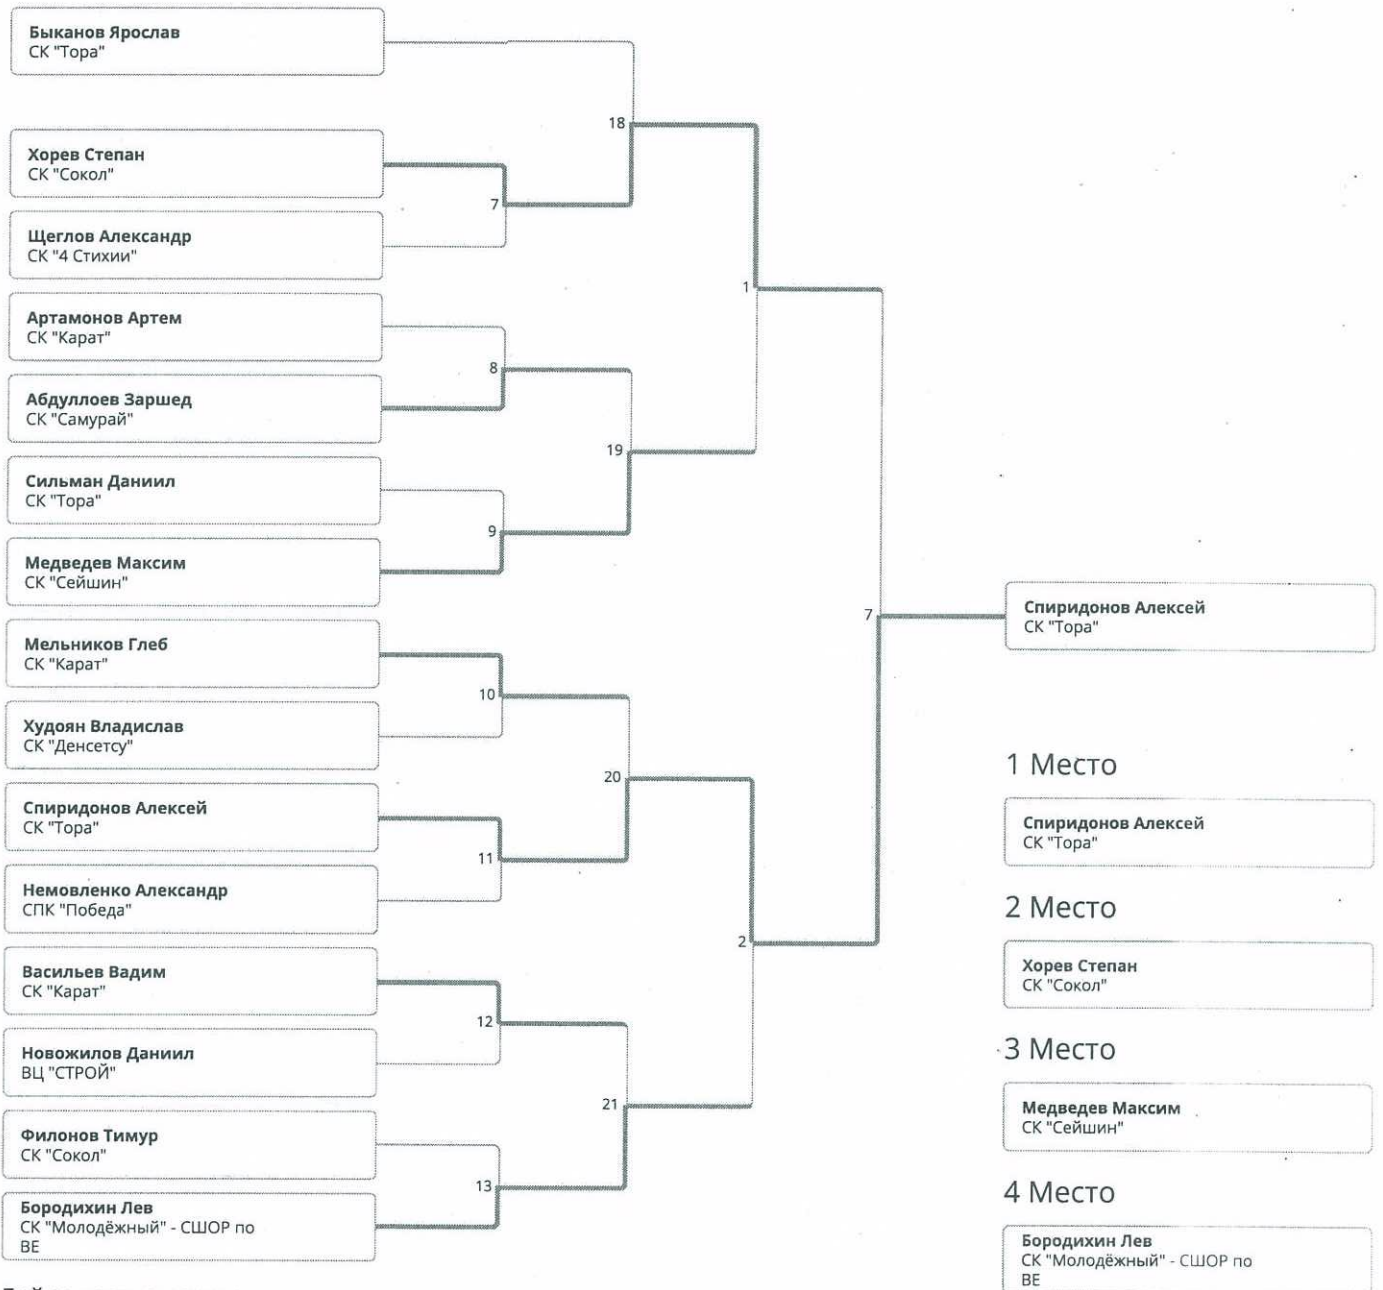 Быканов Ярослав
СК "Тора"
18
Хорев Степан
СК "Сокол"
7
Щеглов Александр
СК "4 Стихии"
1
Артамонов Артем
СК "Карат"
8
Абдуллоев Заршед
СК "Самурай"
19
Сильман Даниил
СК "Тора"
9
Медведев Максим
СК "Сейшин"
7
Спиридонов Алексей
СК "Тора"
Мельников Глеб
СК "Карат"
10
Худоян Владислав
СК "Денсетсу"
20
Спиридонов Алексей
СК "Тора"
11
Немовленко Александр
СПК "Победа"
2
Васильев Вадим
СК "Карат"
12
Новожилов Даниил
ВЦ "СТРОЙ"
21
Филонов Тимур
СК "Сокол"
13
Бородихин Лев
СК "Молодёжный" - СШОР по
ВЕ
1 Место
Спиридонов Алексей
СК "Тора"
2 Место
Хорев Степан
СК "Сокол"
3 Место
Медведев Максим
СК "Сейшин"
4 Место
Бородихин Лев
СК "Молодёжный" - СШОР по
ВЕ